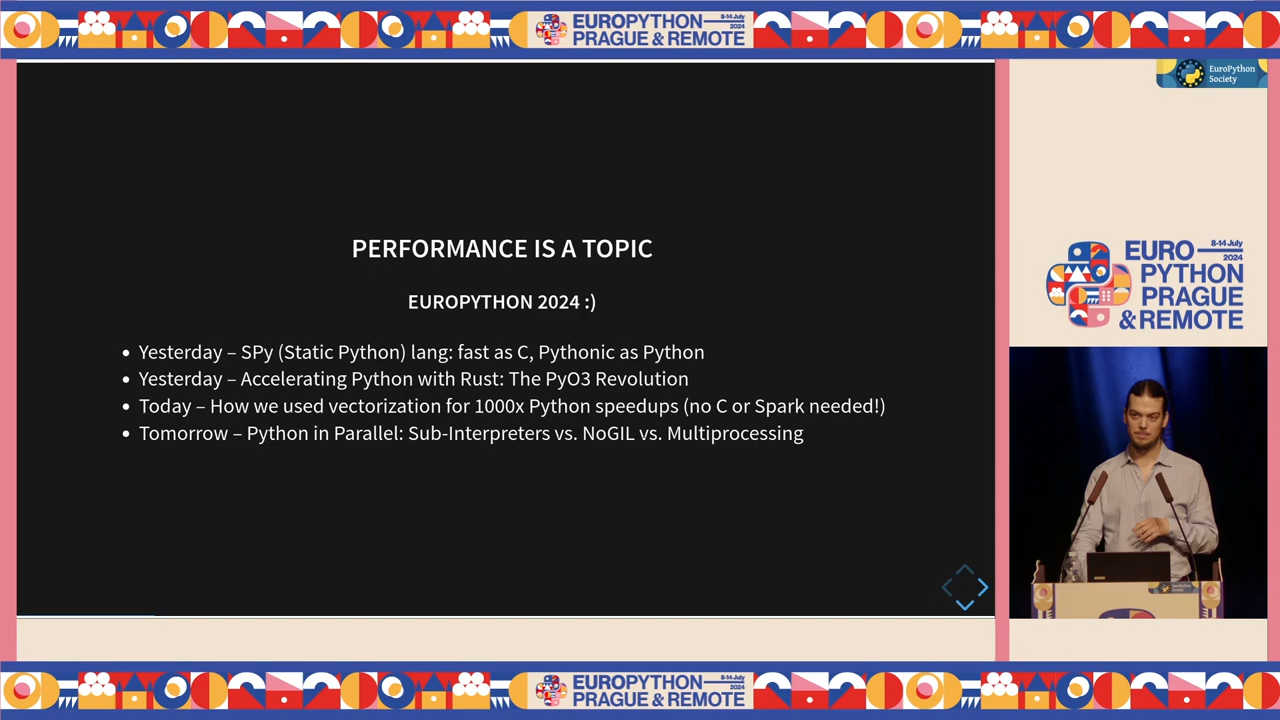 EUROPYTHON 8-14 July
2024
PRAGUE & REMOTE
EuroPython
Society
PERFORMANCE IS A TOPIC
EUROPYTHON 2024 :)
• Yesterday – SPy (Static Python) lang: fast as C, Pythonic as Python
• Yesterday – Accelerating Python with Rust: The PyO3 Revolution
• Today – How we used vectorization for 1000x Python speedups (no C or Spark needed!)
• Tomorrow – Python in Parallel: Sub-Interpreters vs. NoGIL vs. Multiprocessing
EURO 8-14 July
2024
PYTHON
PRAGUE
& REMOTE
EuroPython
Society
EUROPYTHON 8-14 July
2024
PRAGUE & REMOTE